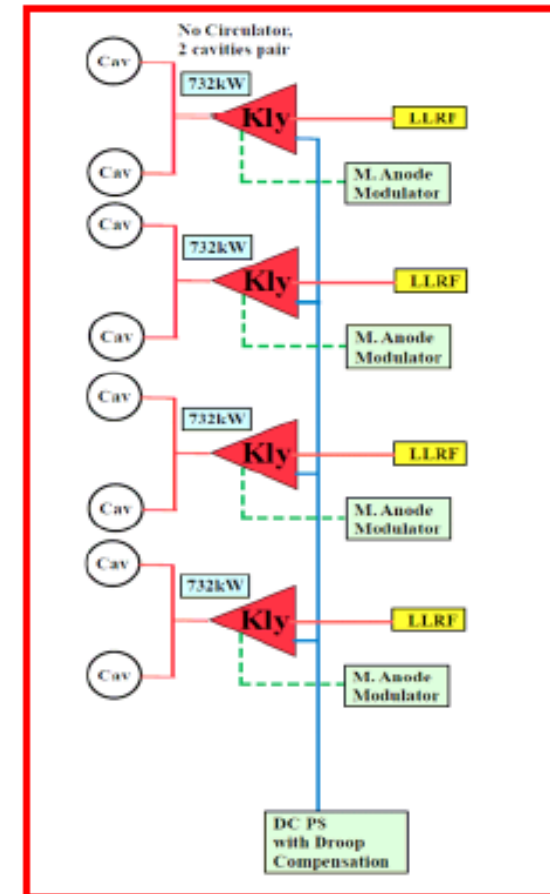 No Circulator,
2 cavities pair
Cav
732kW
Kly
LLRF
Cav
M. Anode
Modulator
Cav
732kW
Kly
LLRF
Cav
M. Anode
Modulator
Cav
732kW
Kly
LLRF
Cav
M. Anode
Modulator
Cav
732kW
Kly
LLRF
Cav
M. Anode
Modulator
DC PS
with Droop
Compensation